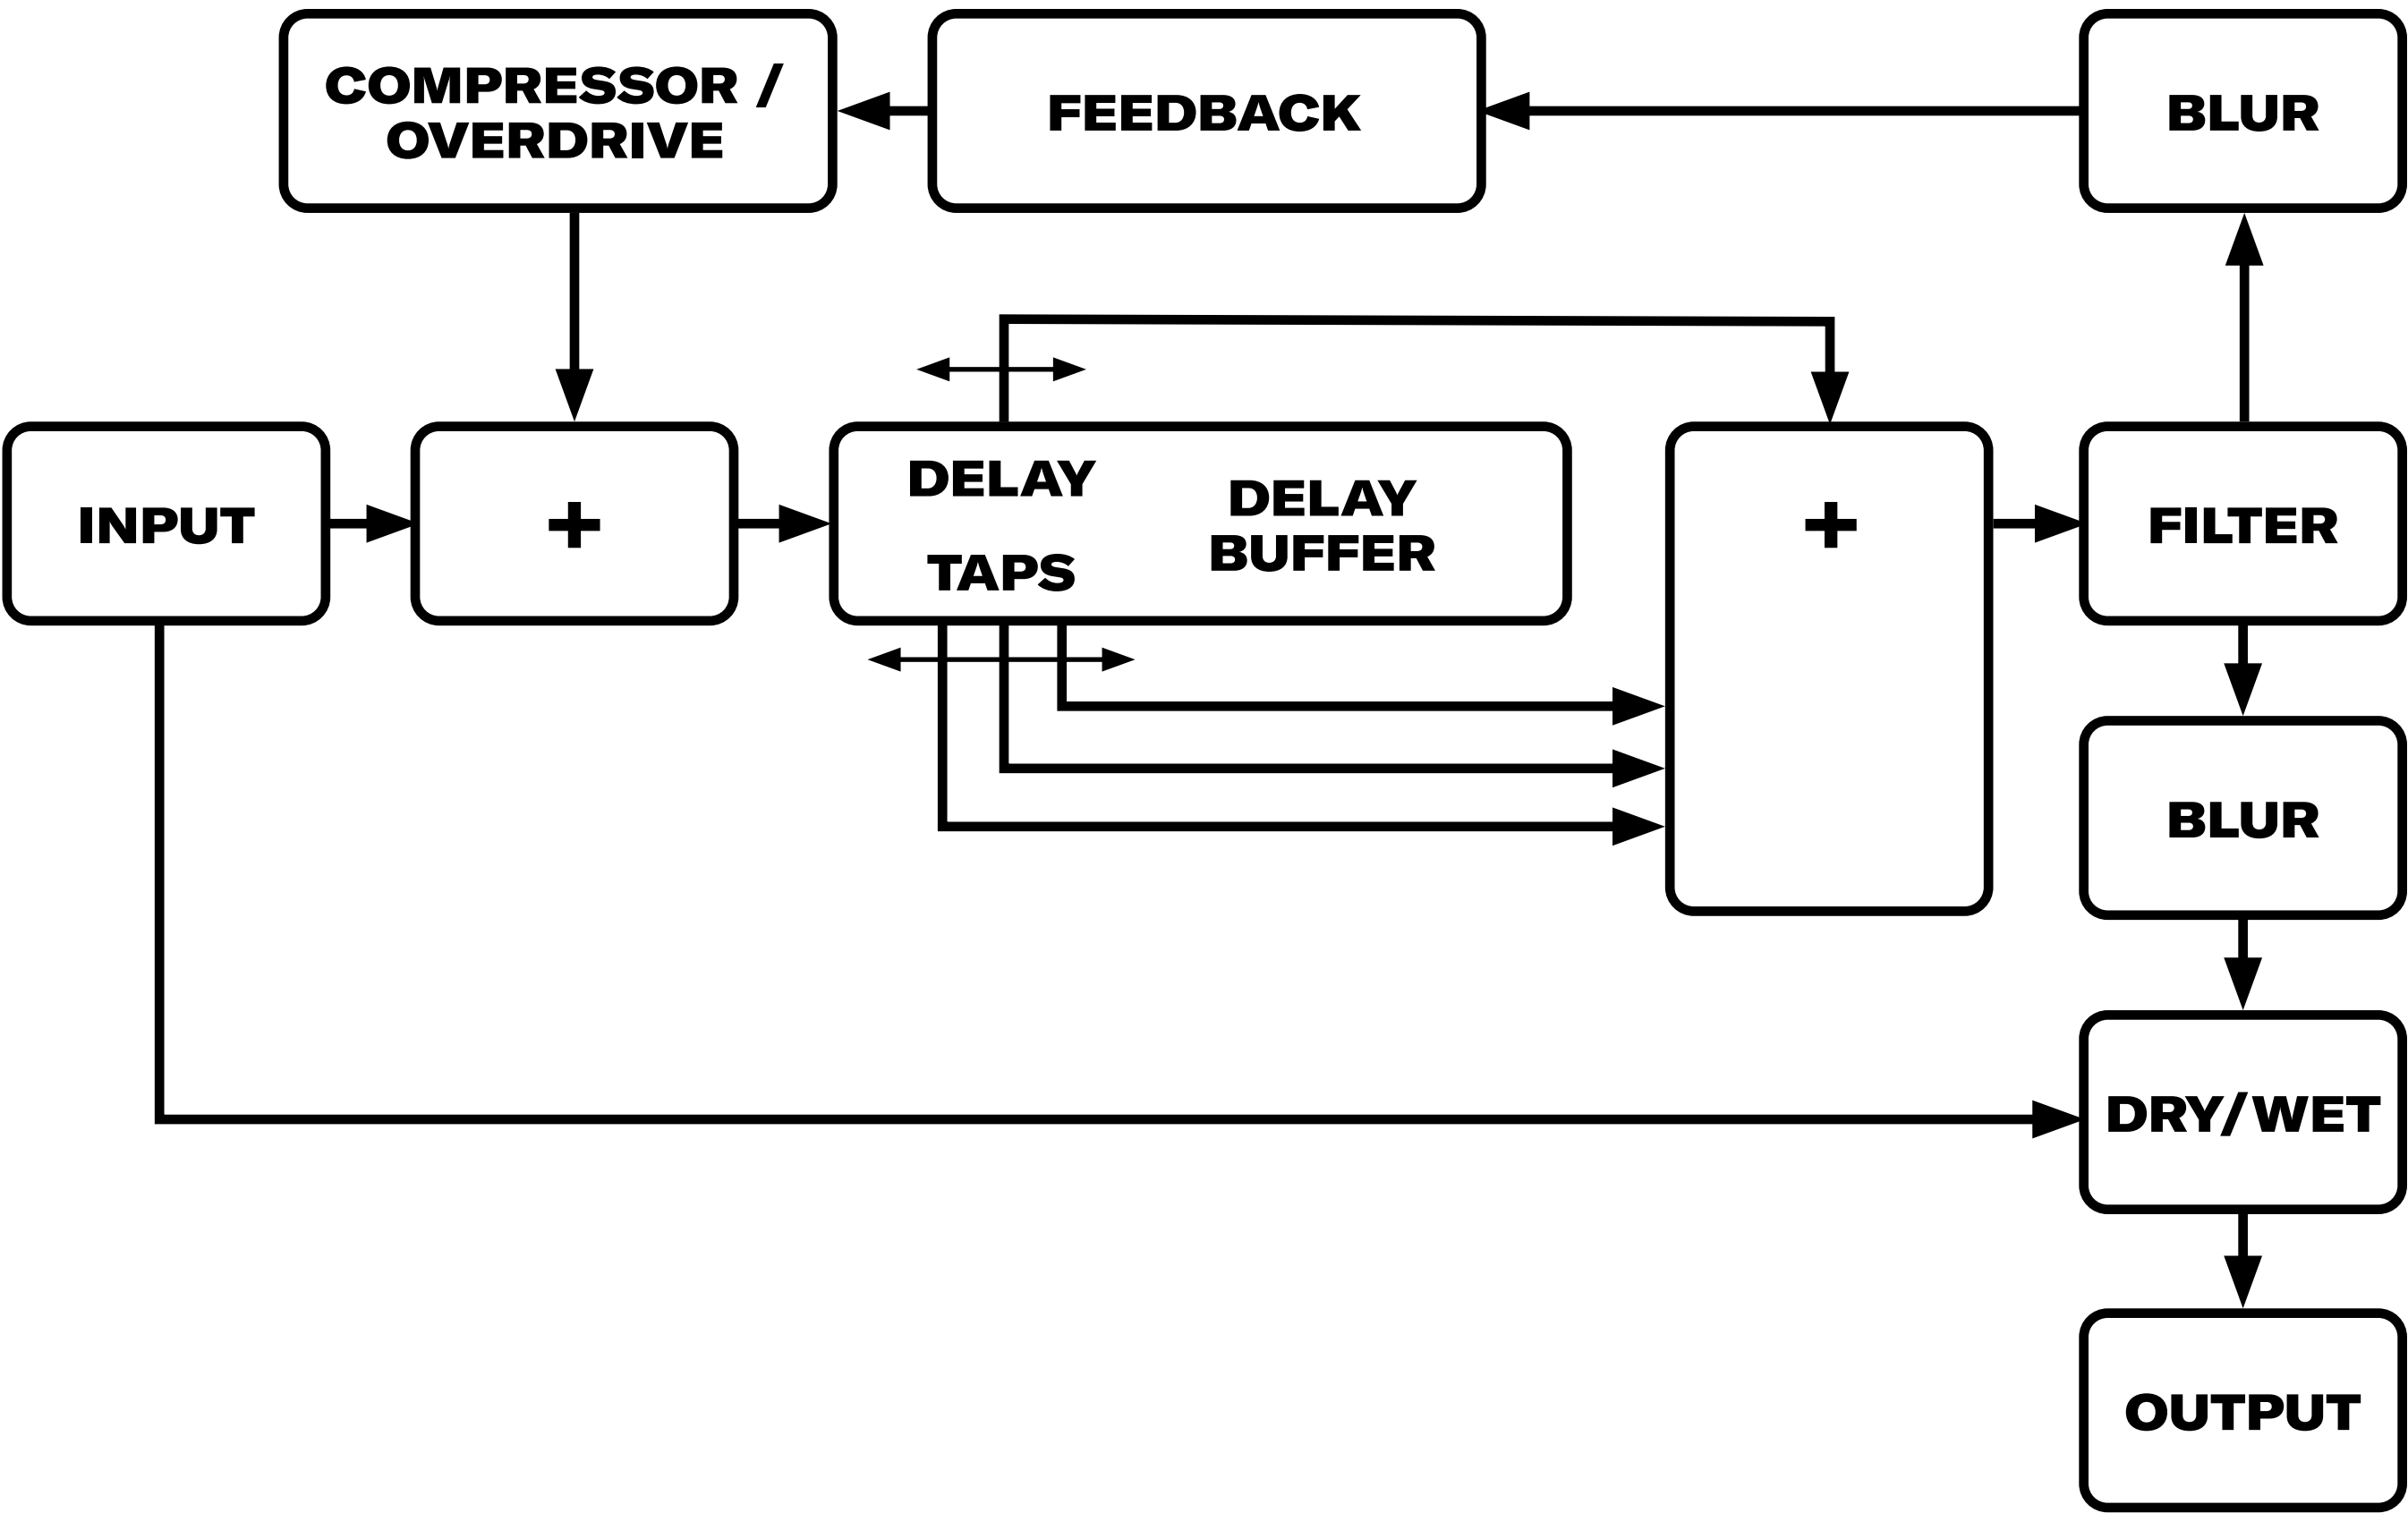 COMPRESSOR /
OVERDRIVE
FEEDBACK
BLUR
INPUT
+
DELAY
TAPS
DELAY
BUFFER
+
FILTER
BLUR
DRY/WET
OUTPUT